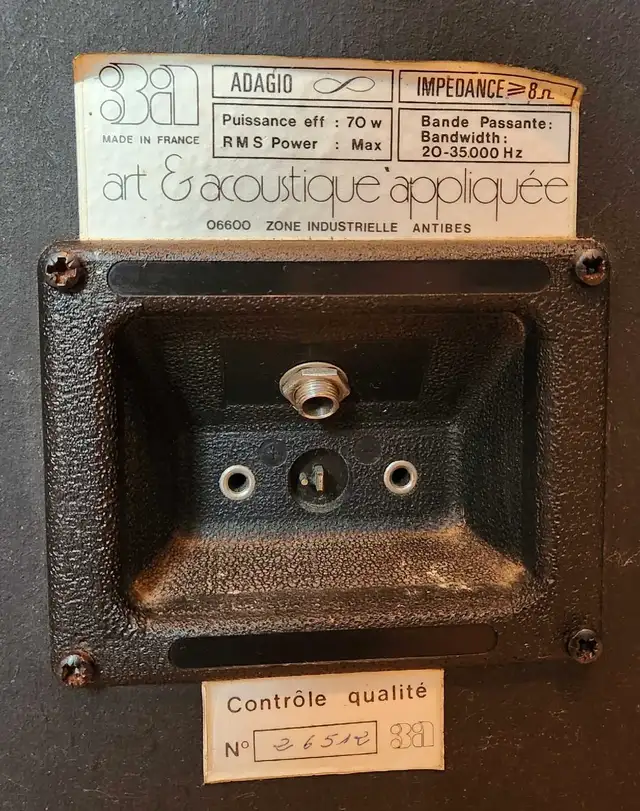 3a
MADE IN FRANCE
ADAGIO ∞
IMPEDANCE ⩾ 8Ω
Puissance eff : 70 w
RMS Power : Max
Bande Passante:
Bandwidth:
20-35.000 Hz
art & acoustique appliquée
06600 ZONE INDUSTRIELLE ANTIBES
Contrôle qualité
N° 26512 3a